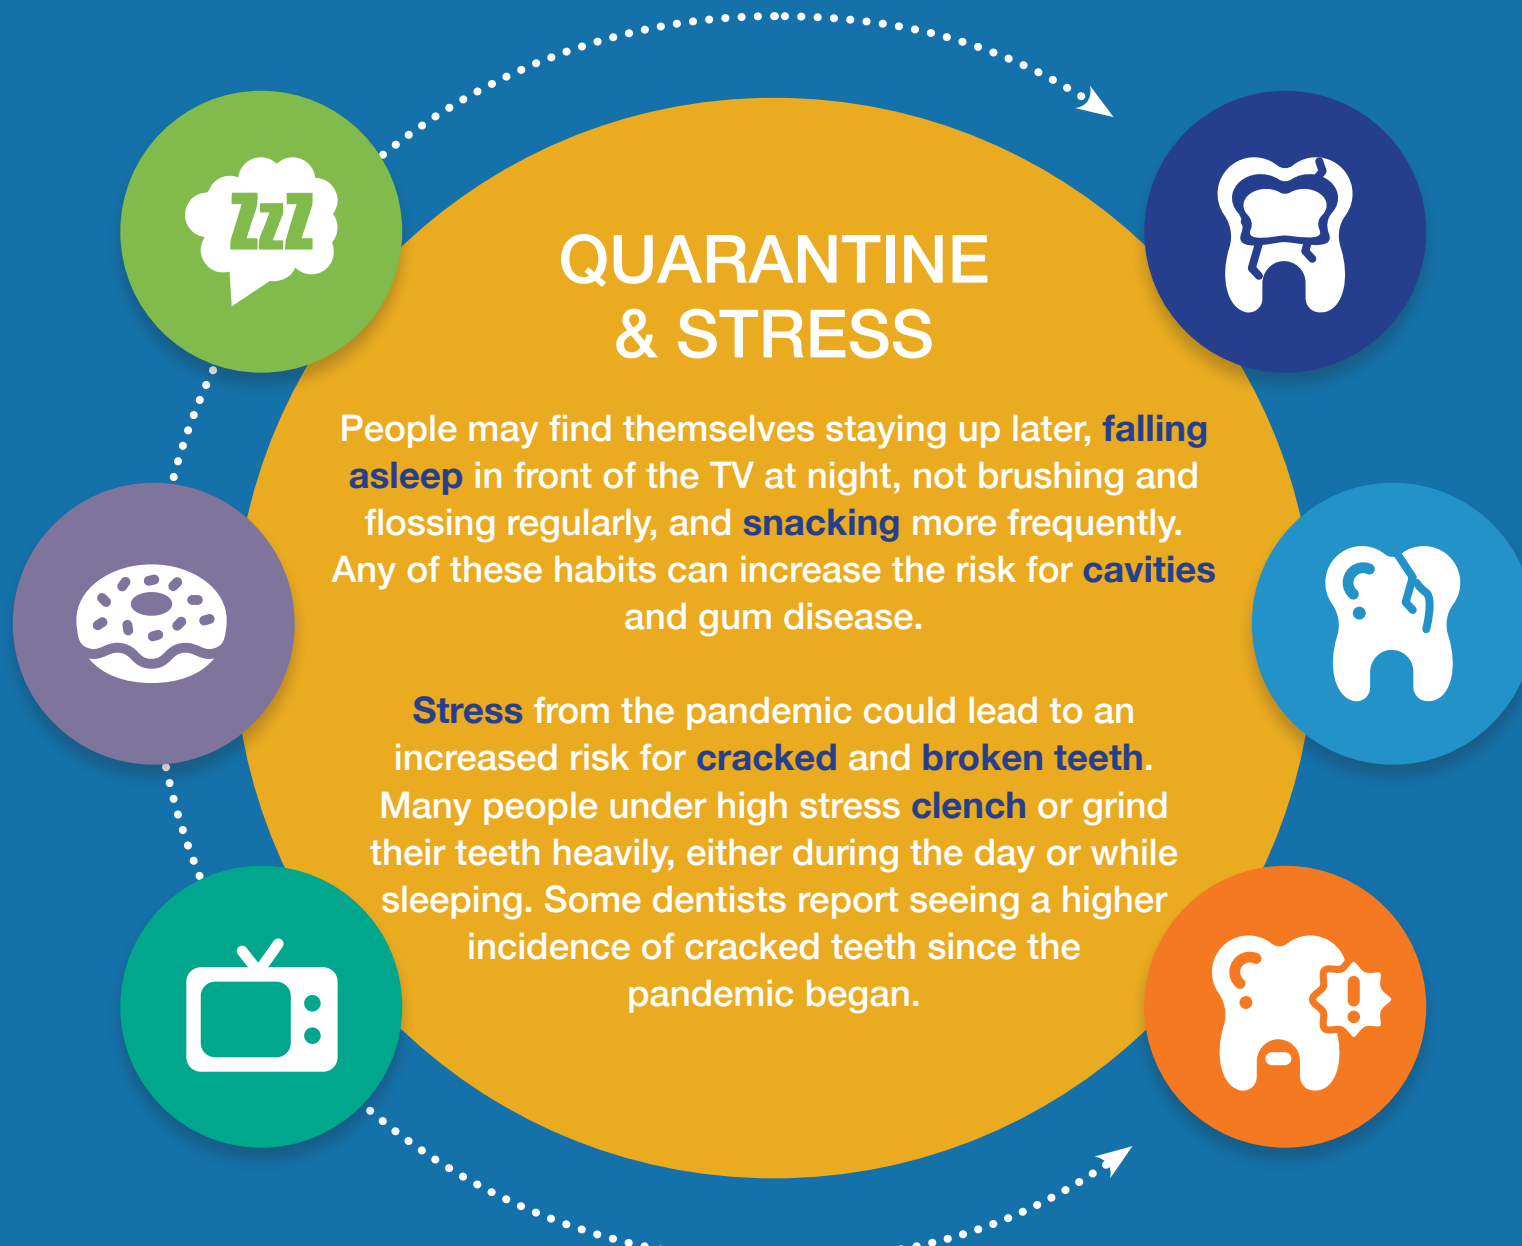 ZzZ
QUARANTINE
& STRESS
People may find themselves staying up later, falling
asleep in front of the TV at night, not brushing and
flossing regularly, and snacking more frequently.
Any of these habits can increase the risk for cavities
and gum disease.
Stress from the pandemic could lead to an
increased risk for cracked and broken teeth.
Many people under high stress clench or grind
their teeth heavily, either during the day or while
sleeping. Some dentists report seeing a higher
incidence of cracked teeth since the
pandemic began.
!